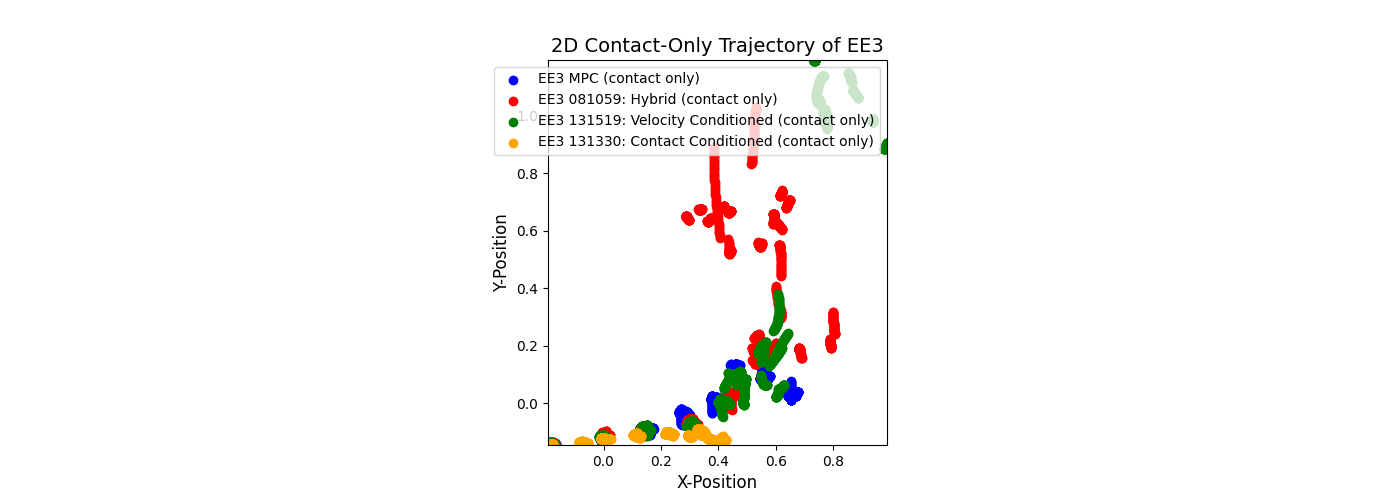 2D Contact-Only Trajectory of EE3
EE3 MPC (contact only)
EE3 081059: Hybrid (contact only)
EE3 131519: Velocity Conditioned (contact only)
EE3 131330: Contact Conditioned (contact only)
1.0
0.8
0.6
0.4
0.2
0.0
Y-Position
0.0 0.2 0.4 0.6 0.8
X-Position